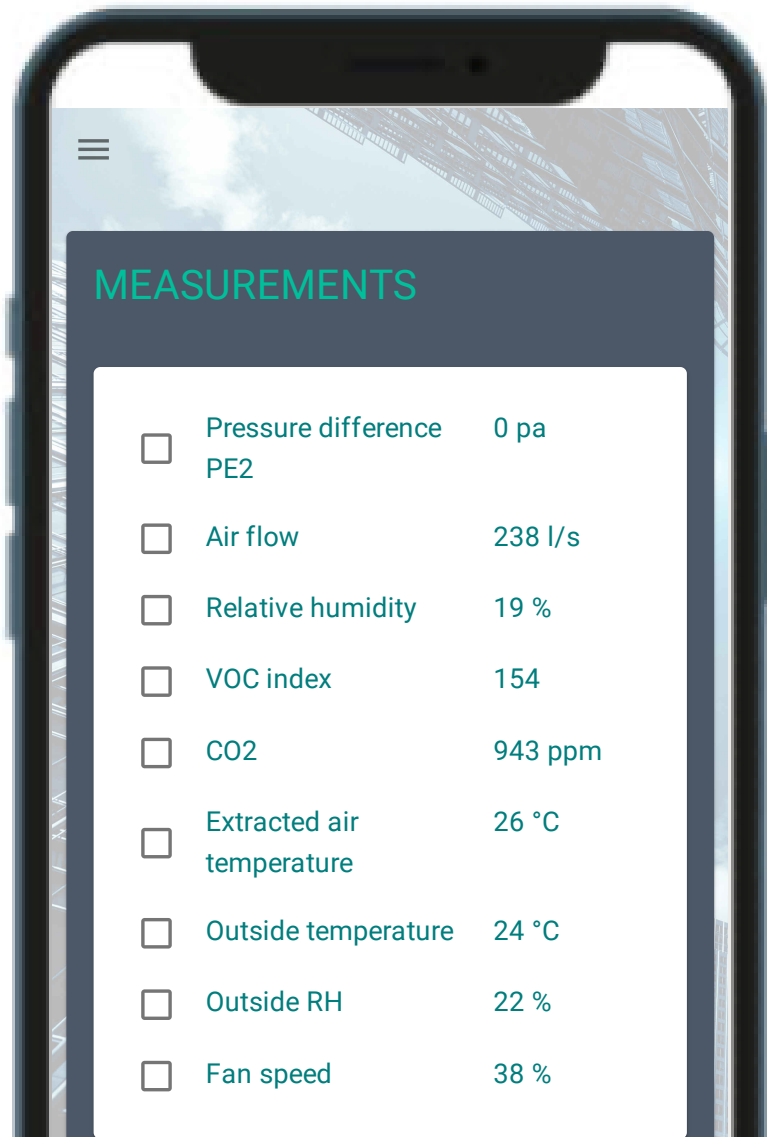 MEASUREMENTS
Pressure difference 0 pa
PE2
Air flow 238 l/s
Relative humidity 19 %
VOC index 154
CO2 943 ppm
Extracted air 26 °C
temperature
Outside temperature 24 °C
Outside RH 22 %
Fan speed 38 %